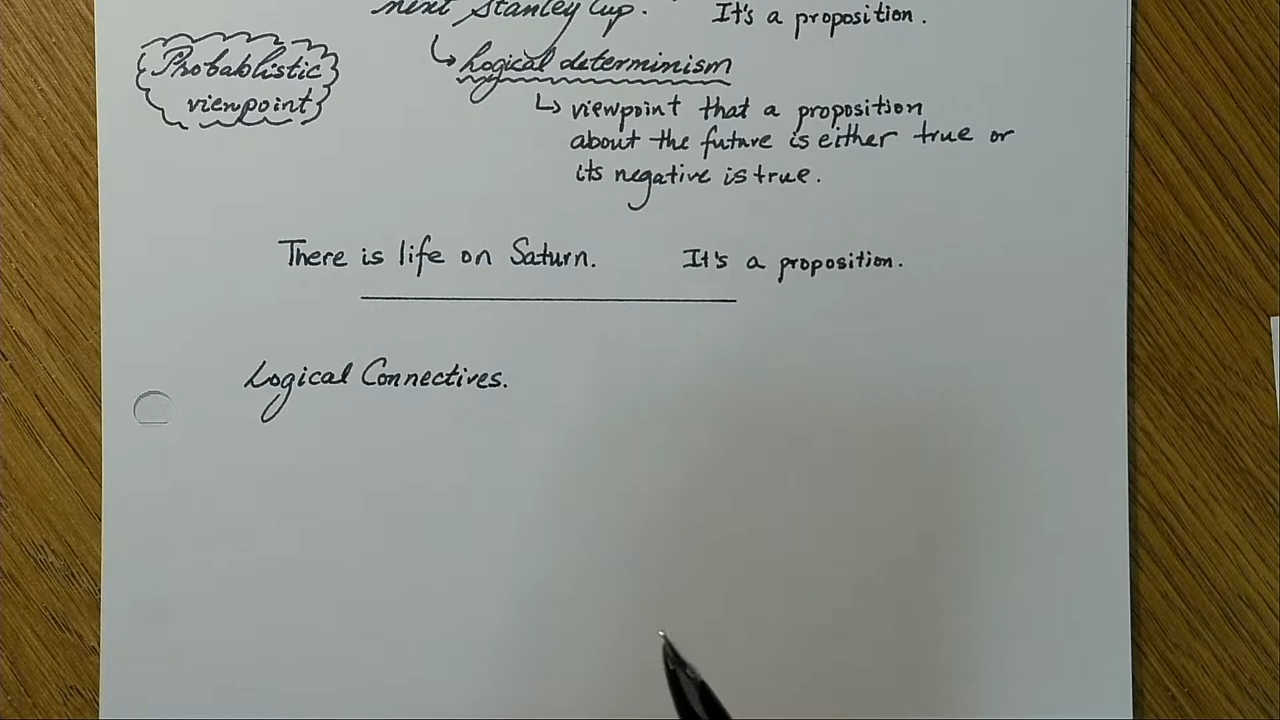 next Stanley Cup. It's a proposition.
Probablistic
viewpoint
↳ Logical determinism
↳ viewpoint that a proposition
about the future is either true or
its negative is true.
There is life on Saturn. It's a proposition.
Logical Connectives.